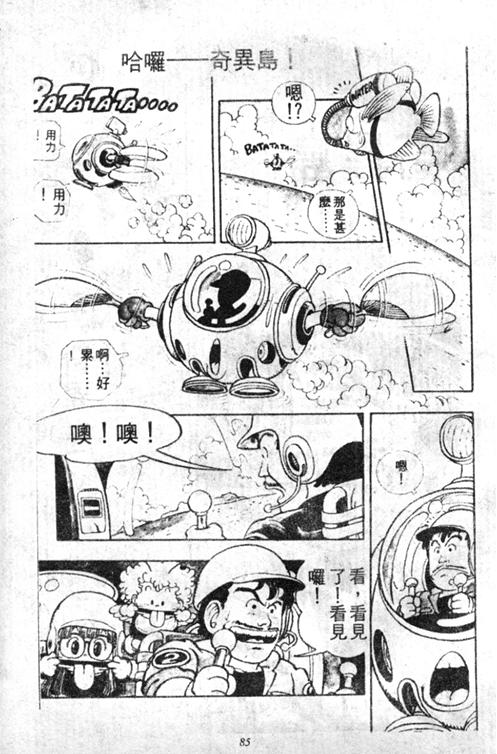 哈囉——奇異島！
嗯!?
WATER
BATATATA...
那是甚
麼……
BATATATAoooo
用力
！
用力
！
啊…好
累……
！
噢！噢！
嗯！
看，看見
了！看見
囉！
85